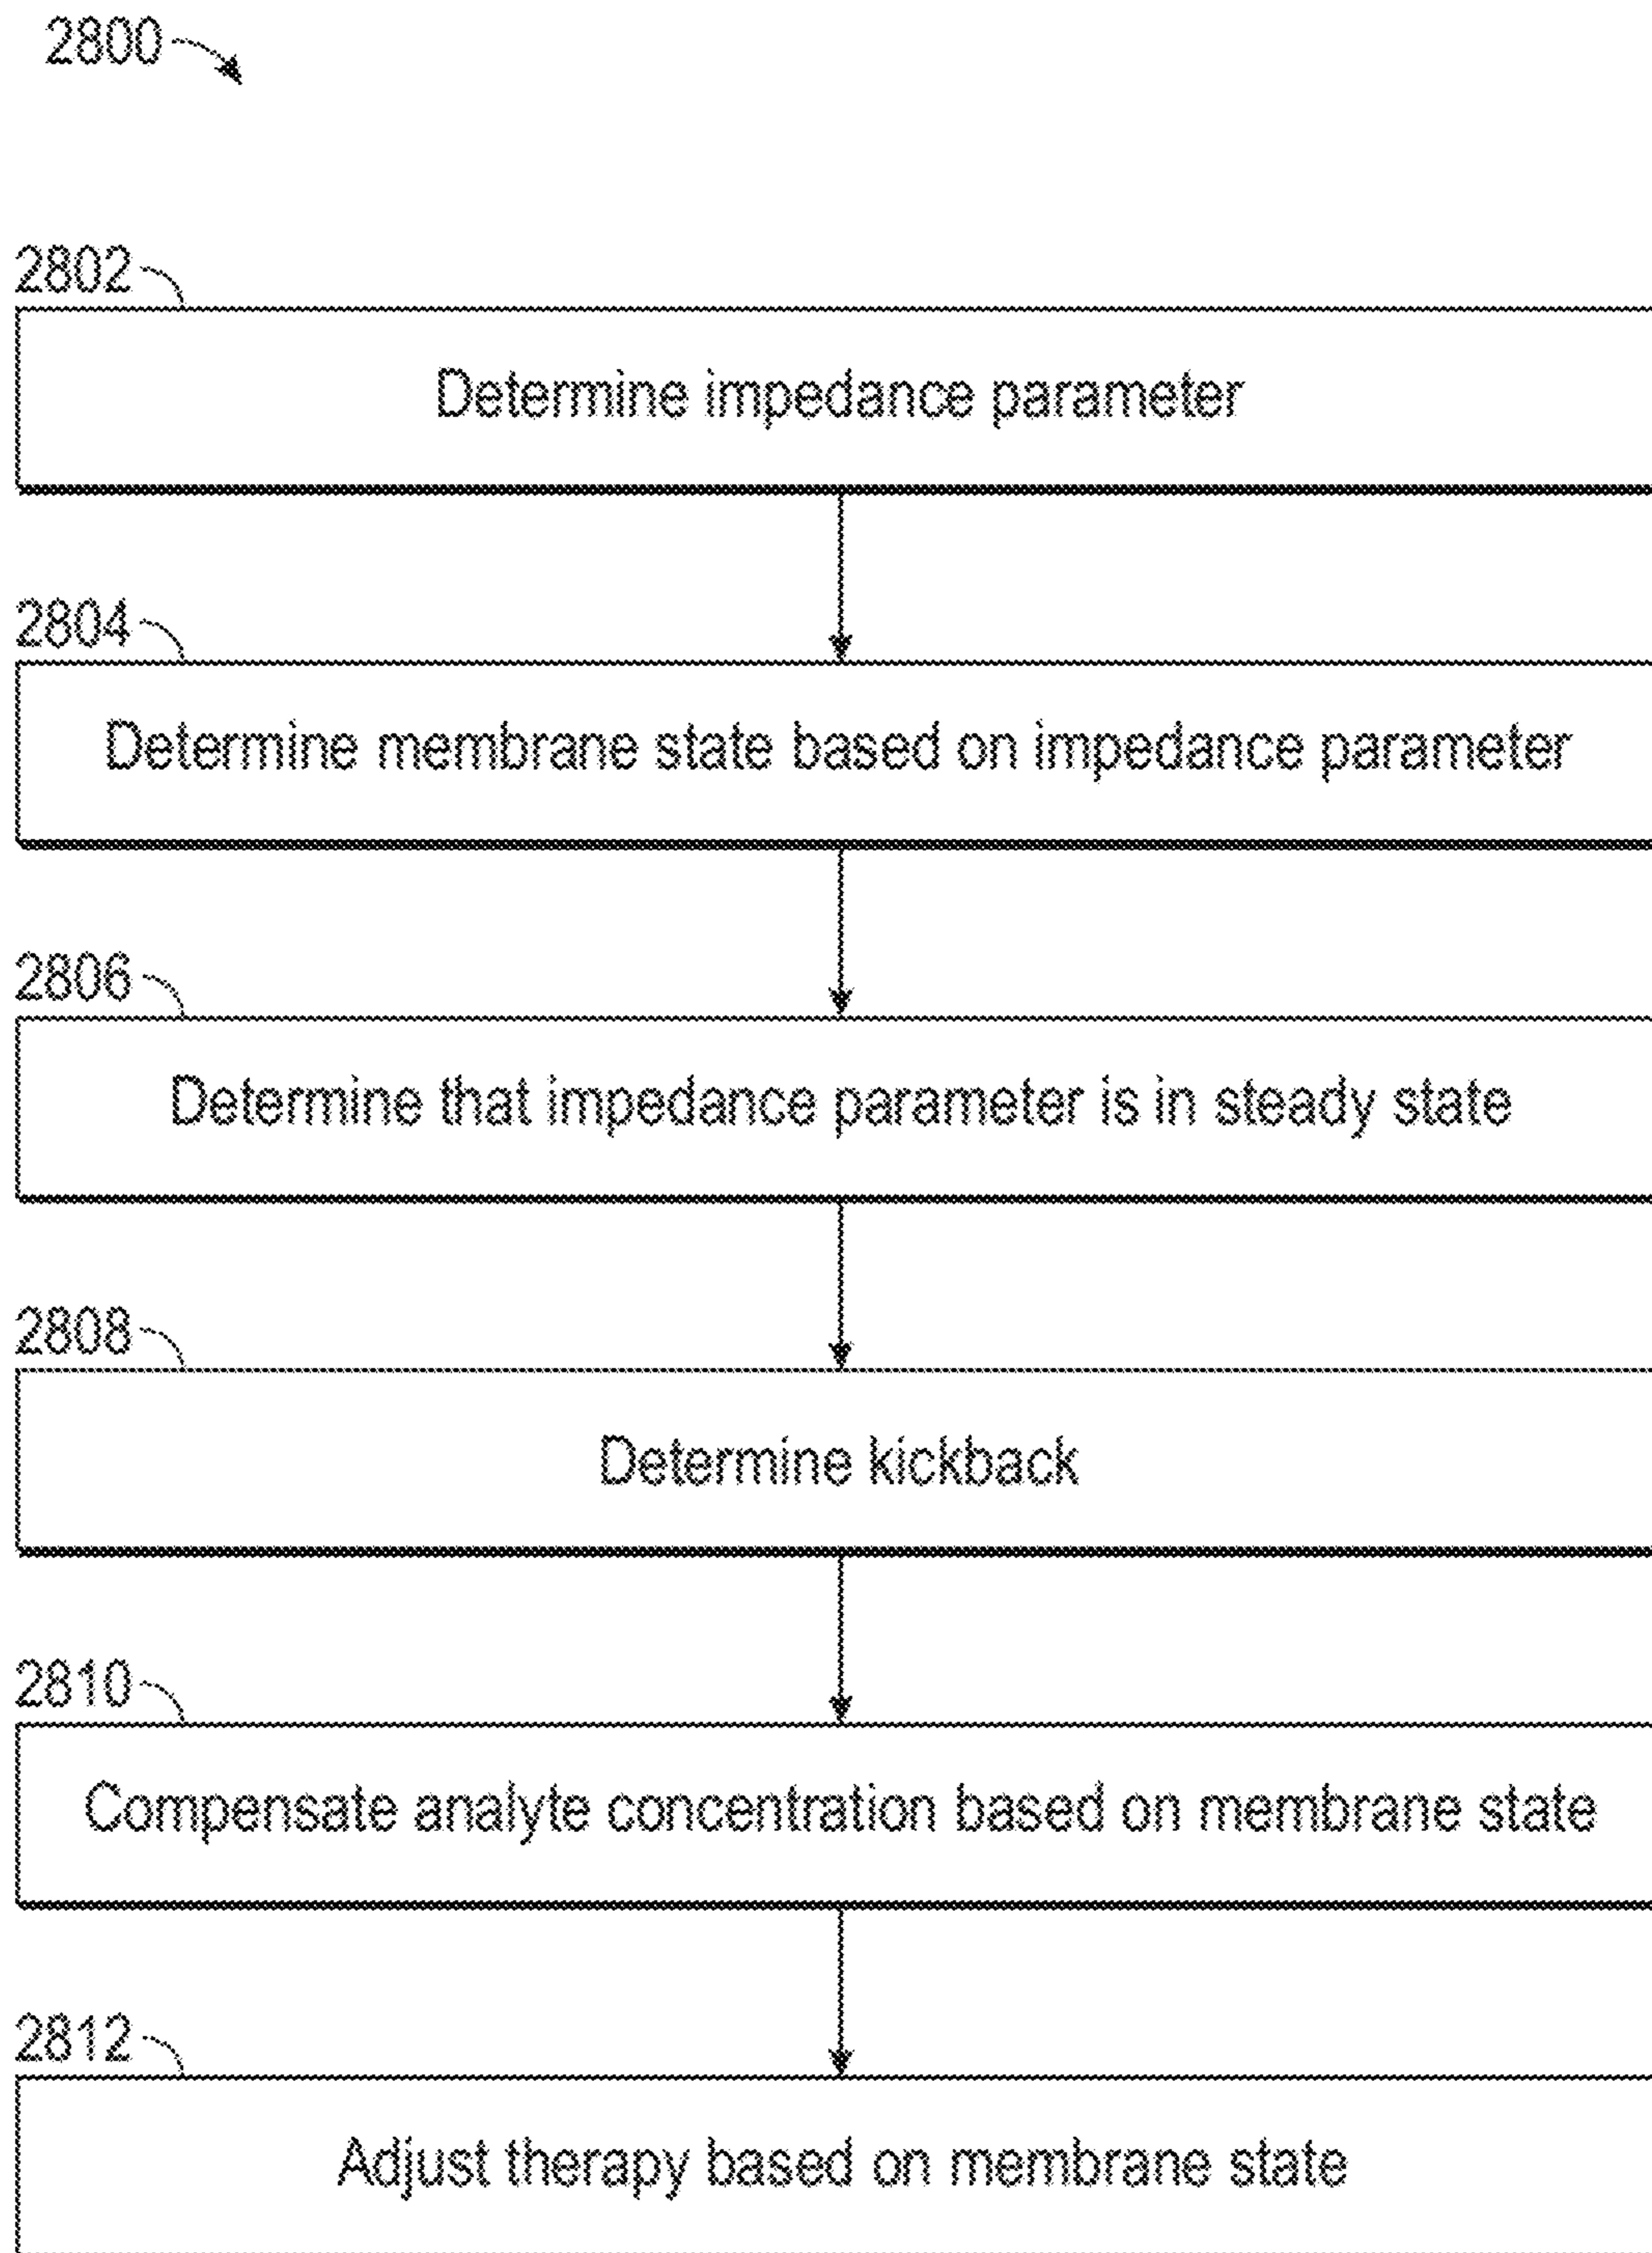 2800
2802
Determine impedance parameter
2804
Determine membrane state based on impedance parameter
2806
Determine that impedance parameter is in steady state
2808
Determine kickback
2810
Compensate analyte concentration based on membrane state
2812
Adjust therapy based on membrane state